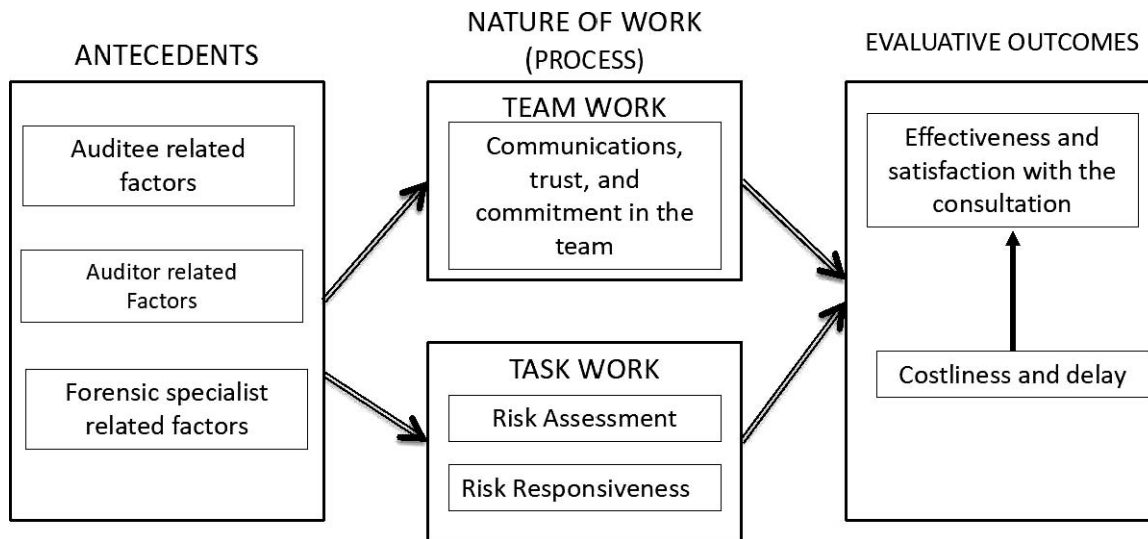 ANTECEDENTS
Auditee related
factors
Auditor related
Factors
Forensic specialist
related factors
NATURE OF WORK
(PROCESS)
TEAM WORK
Communications,
trust, and
commitment in the
team
TASK WORK
Risk Assessment
Risk Responsiveness
EVALUATIVE OUTCOMES
Effectiveness and
satisfaction with the
consultation
Costliness and delay